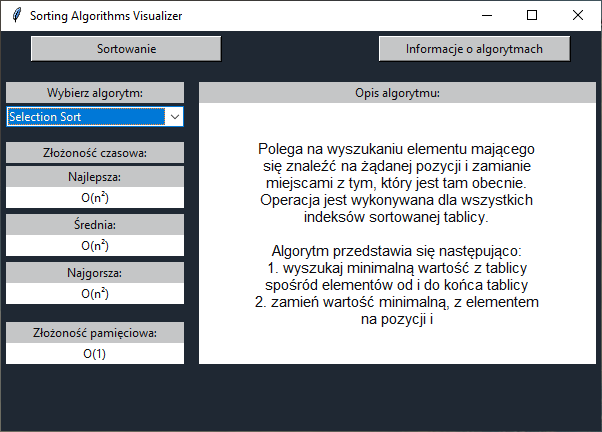 Sorting Algorithms Visualizer
Sortowanie
Informacje o algorytmach
Wybierz algorytm:
Selection Sort
Złożoność czasowa:
Najlepsza:
O(n²)
Średnia:
O(n²)
Najgorsza:
O(n²)
Złożoność pamięciowa:
O(1)
Opis algorytmu:
Polega na wyszukaniu elementu mającego
się znaleźć na żądanej pozycji i zamianie
miejscami z tym, który jest tam obecnie.
Operacja jest wykonywana dla wszystkich
indeksów sortowanej tablicy.
Algorytm przedstawia się następująco:
1. wyszukaj minimalną wartość z tablicy
spośród elementów od i do końca tablicy
2. zamień wartość minimalną, z elementem
na pozycji i